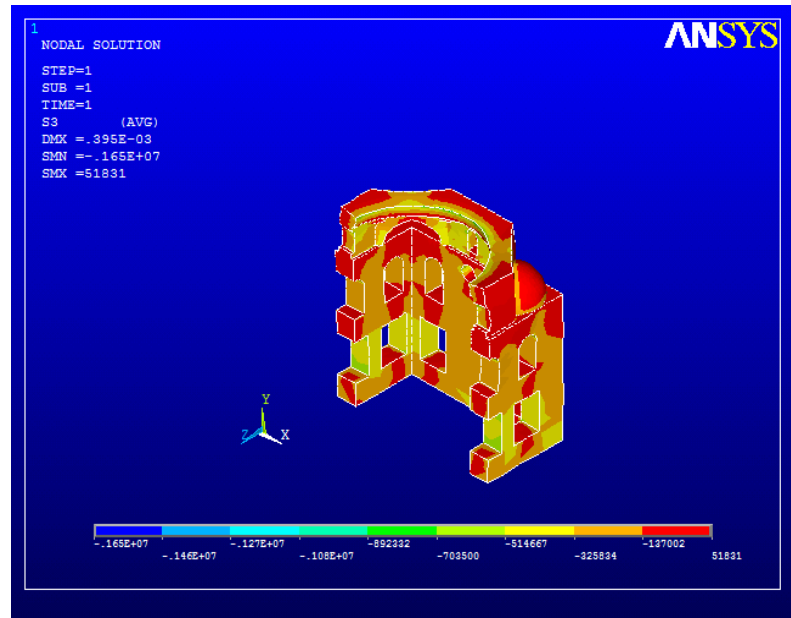 1
ANSYS
NODAL SOLUTION
STEP=1
SUB =1
TIME=1
S3 (AVG)
DMX =.395E-03
SMN =-.165E+07
SMX =51831
Y
Z X
-.165E+07 -.127E+07 -892332 -514667 -137002
-.146E+07 -.108E+07 -703500 -325834 51831